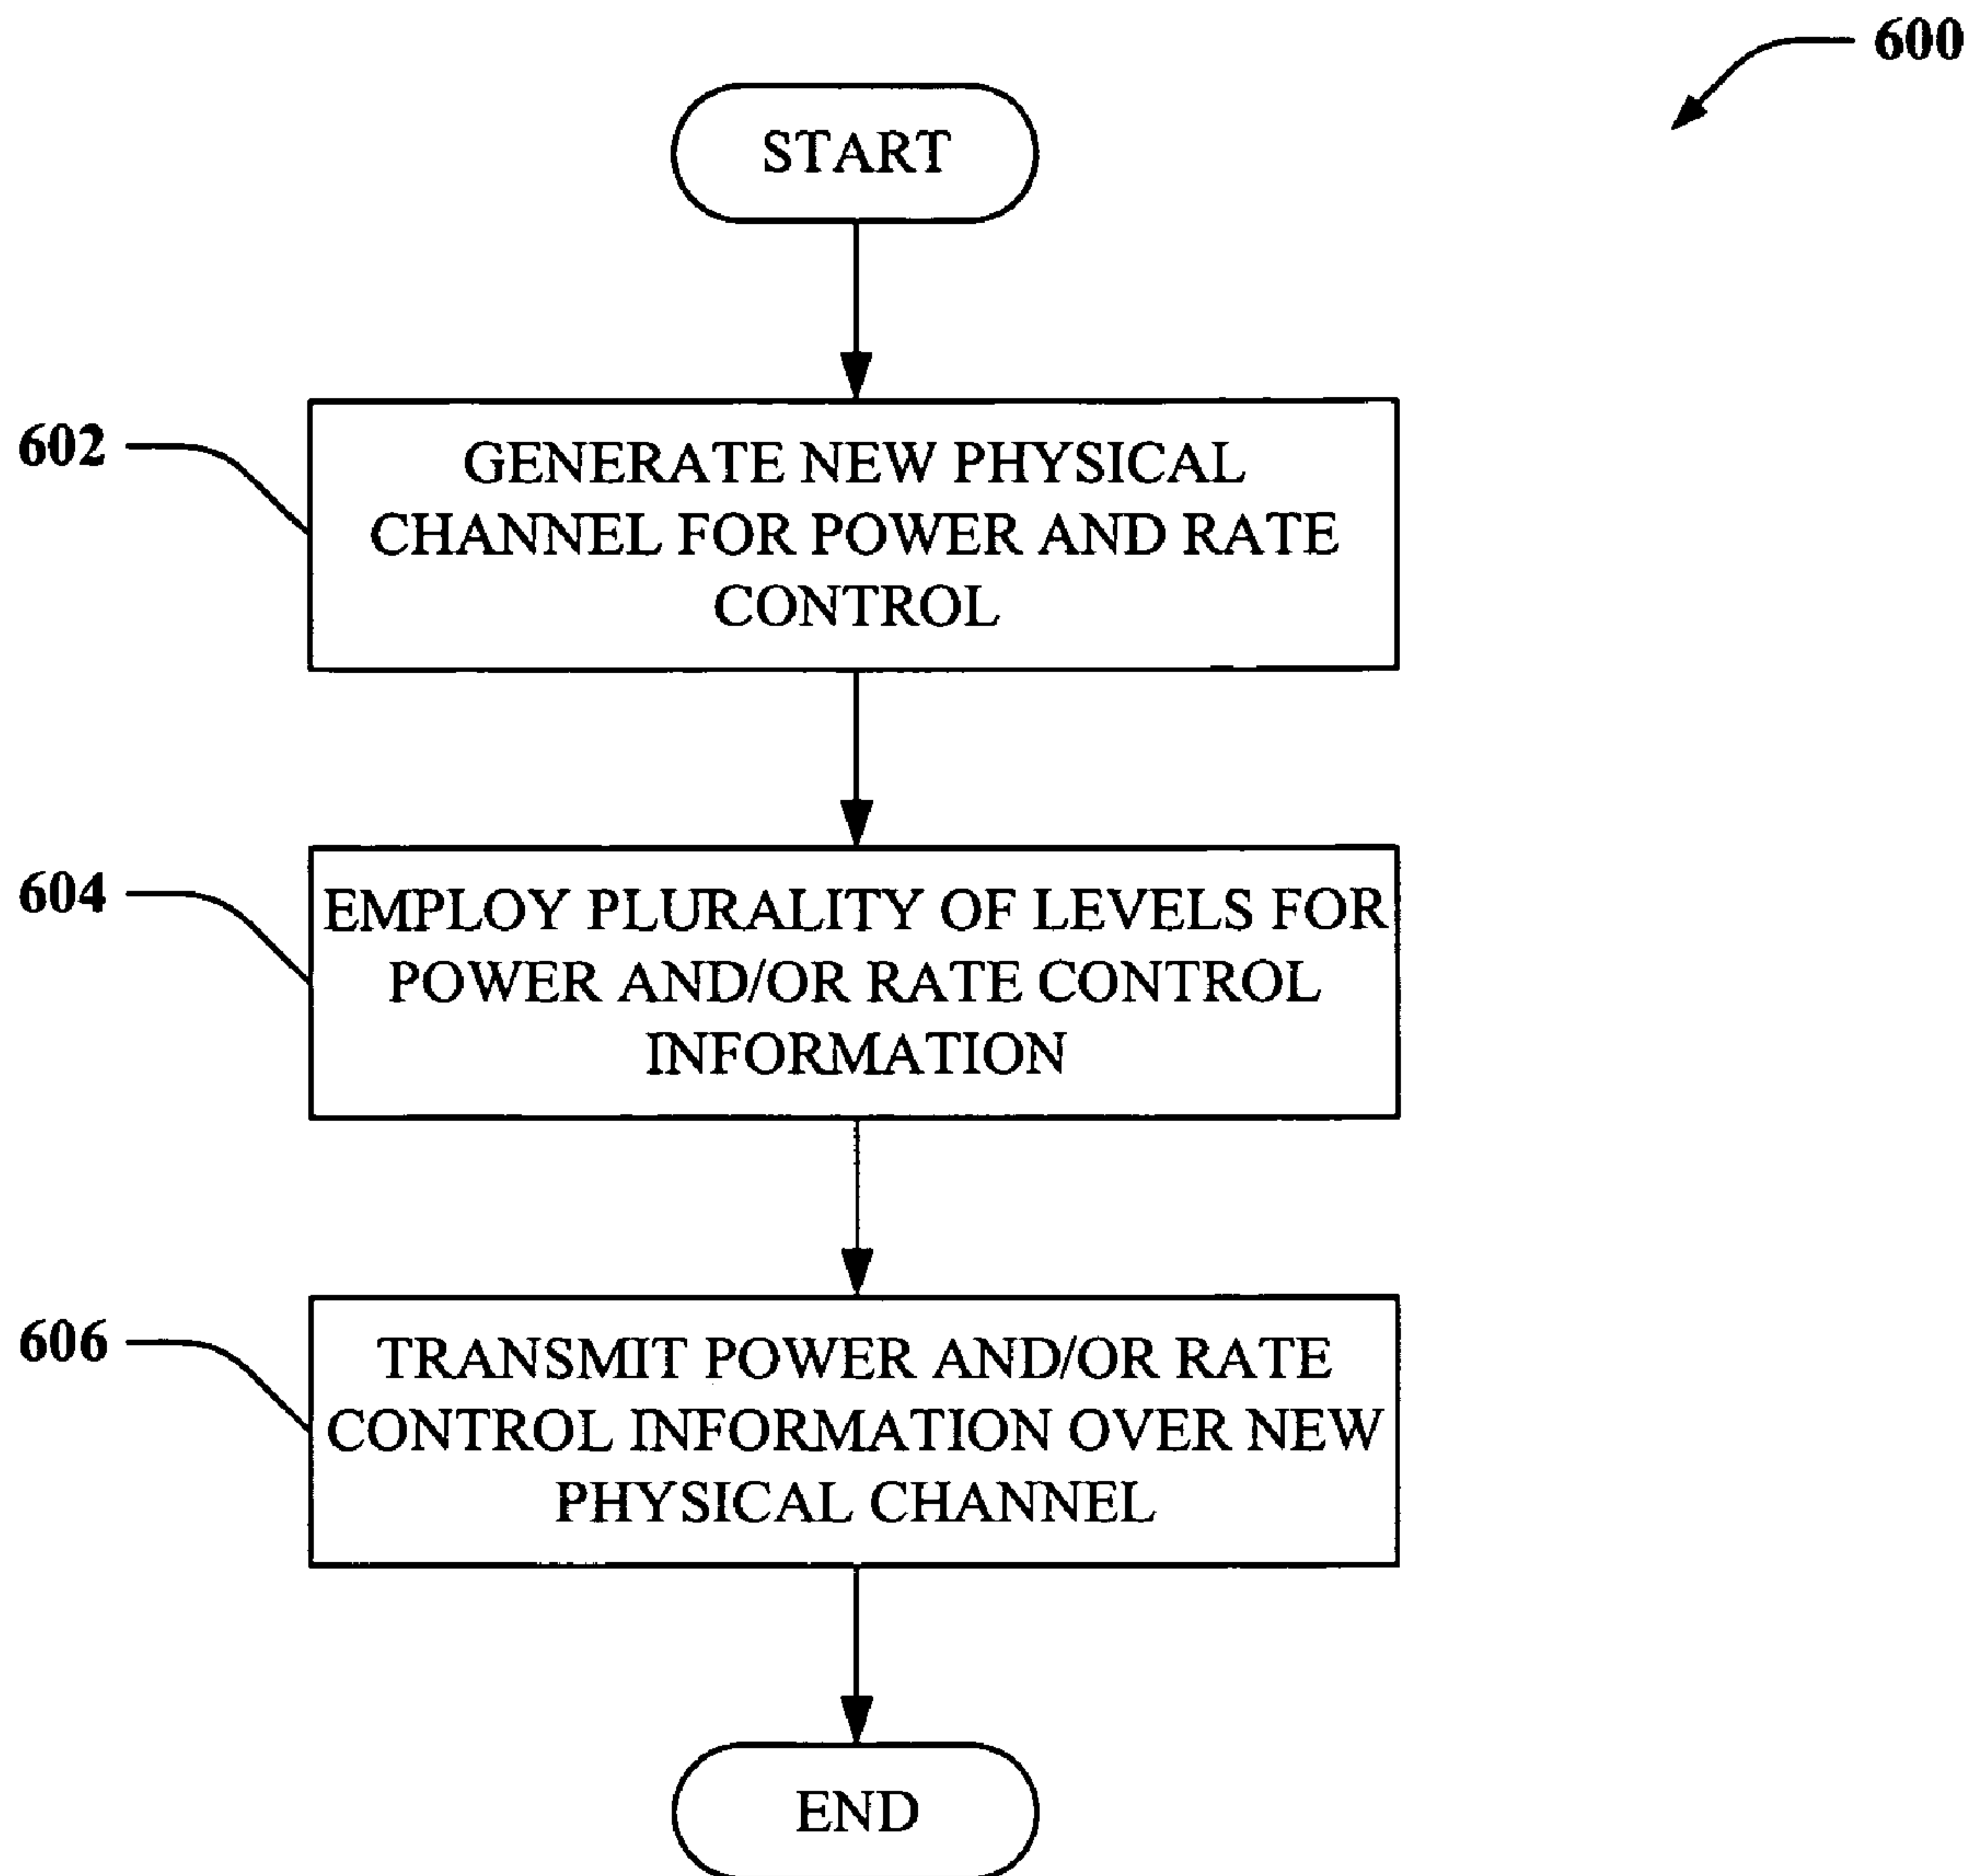 600
START
602
GENERATE NEW PHYSICAL
CHANNEL FOR POWER AND RATE
CONTROL
604
EMPLOY PLURALITY OF LEVELS FOR
POWER AND/OR RATE CONTROL
INFORMATION
606
TRANSMIT POWER AND/OR RATE
CONTROL INFORMATION OVER NEW
PHYSICAL CHANNEL
END